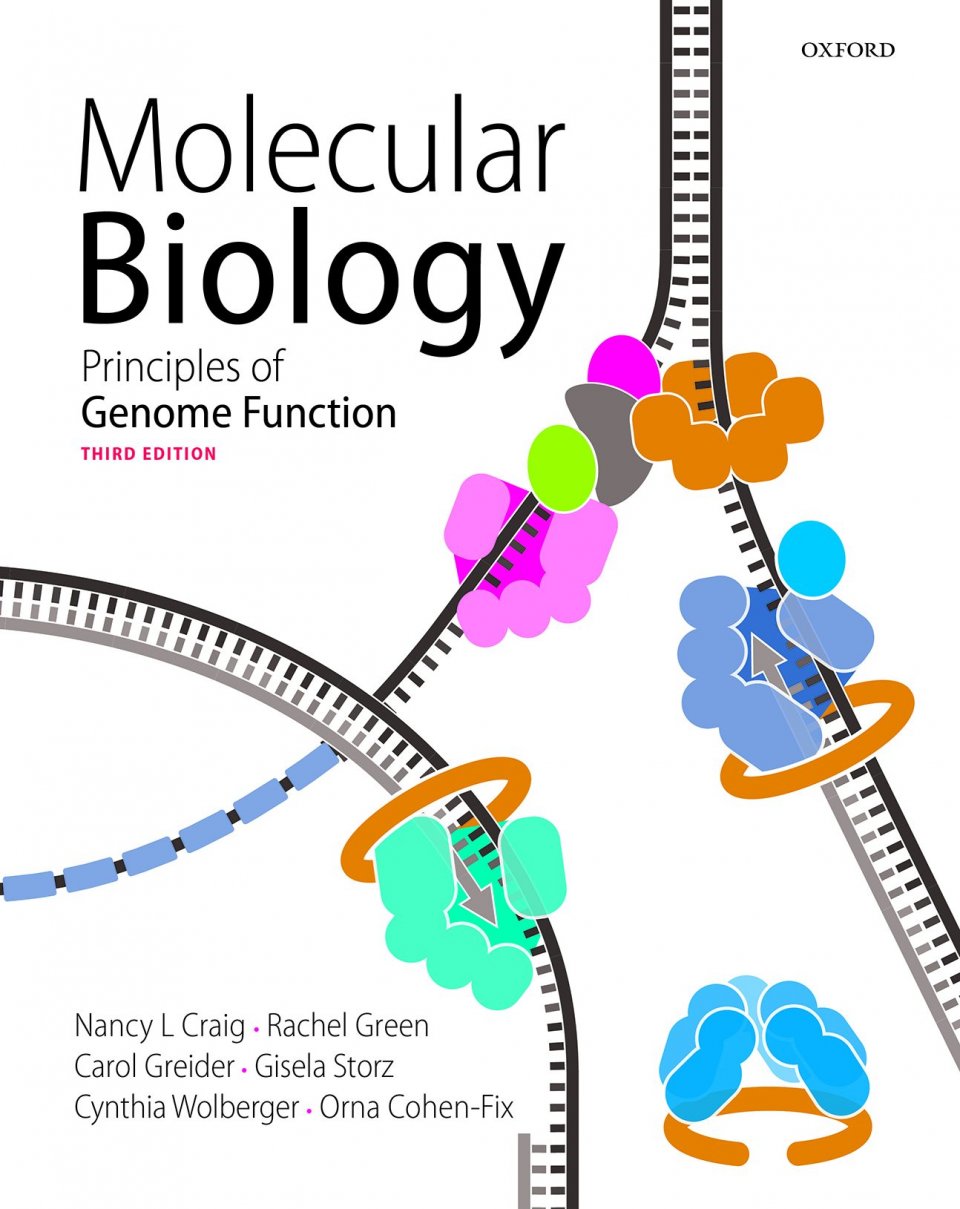 OXFORD
Molecular
Biology
Principles of
Genome Function
THIRD EDITION
Nancy L Craig • Rachel Green
Carol Greider • Gisela Storz
Cynthia Wolberger • Orna Cohen-Fix